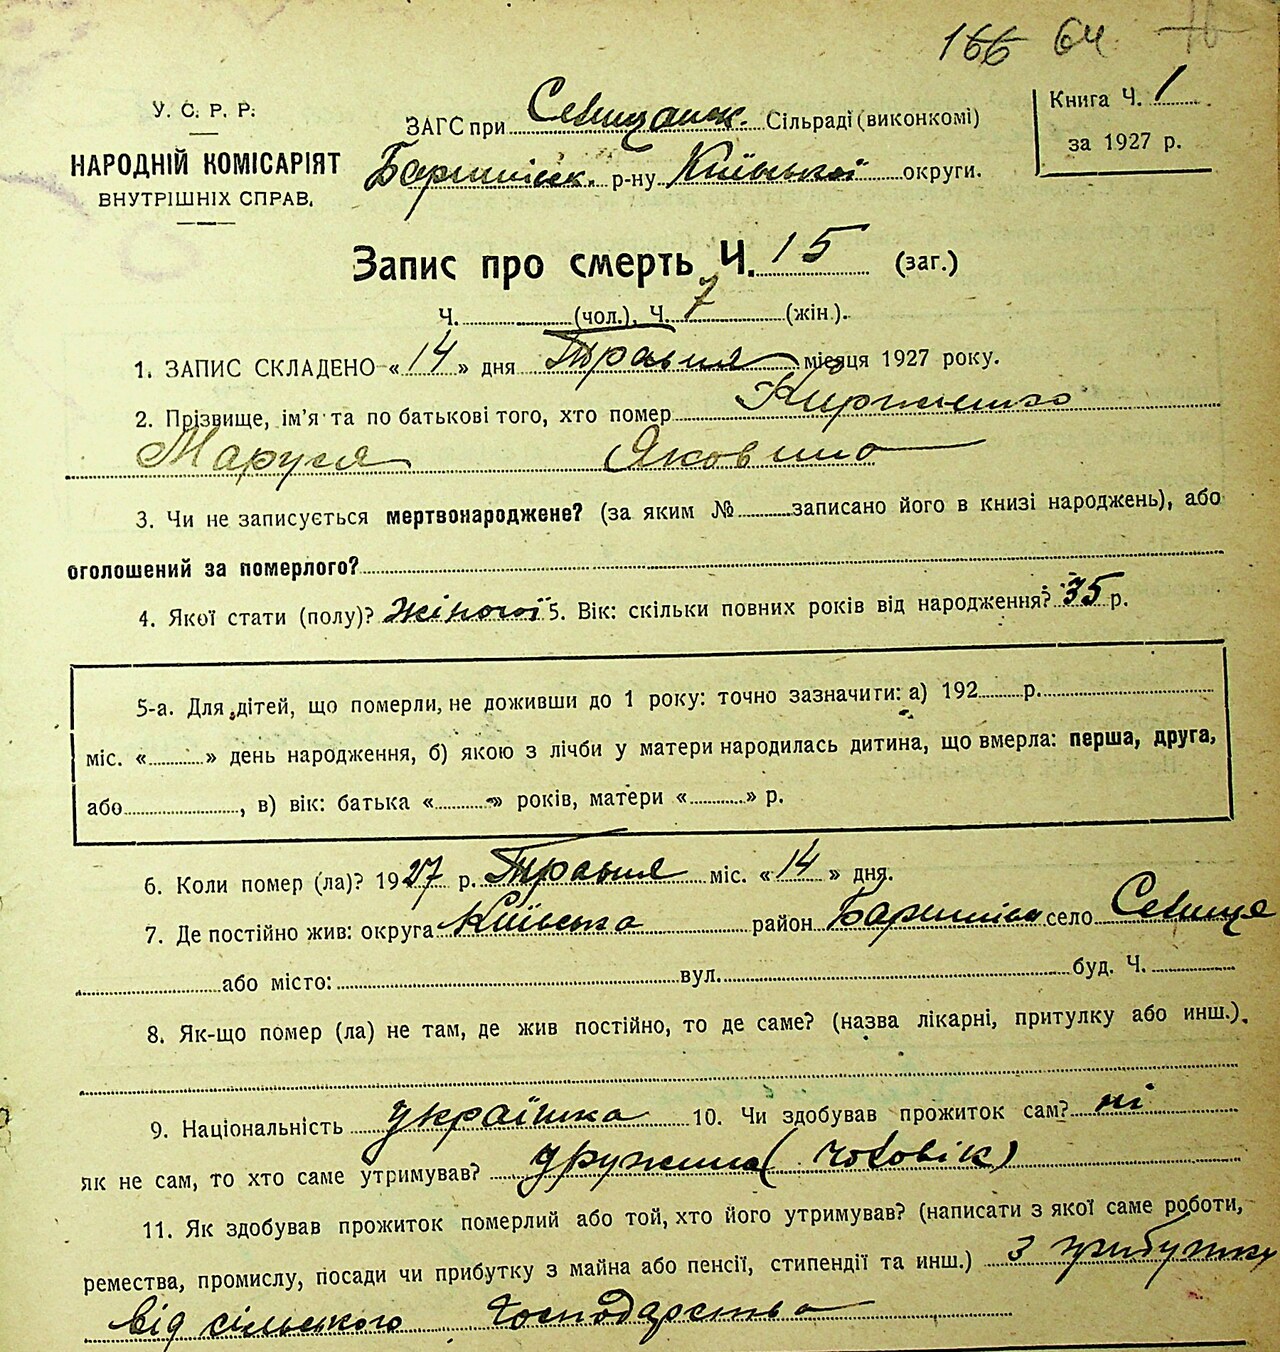 166 64
У. С. Р. Р.
НАРОДНІЙ КОМІСАРІЯТ
ВНУТРІШНІХ СПРАВ.
ЗАГС при Селищанск. Сільраді (виконкомі)
Баришівськ. р-ну Київської округи.
Книга Ч. 1
за 1927 р.
Запис про смерть Ч. 15 (заг.)
Ч. (чол.), Ч. 7 (жін.).
1. ЗАПИС СКЛАДЕНО « 14 » дня Травня місяця 1927 року.
2. Прізвище, ім'я та по батькові того, хто помер
Маруся Яковина
3. Чи не записується мертвонароджене? (за яким № записано його в книзі народжень), або
оголошений за померлого?
4. Якої стати (полу)? Жіночої 5. Вік: скільки повних років від народження? 35 р.
5-а. Для дітей, що померли, не доживши до 1 року: точно зазначити: а) 192 р.
міс. « » день народження, б) якою з лічби у матери народилась дитина, що вмерла: перша, друга,
або , в) вік: батька « » років, матери « » р.
6. Коли помер (ла)? 1927 р. Травня міс. « 14 » дня.
7. Де постійно жив: округа Київська район Баришівськ село Селище
або місто: вул. буд. Ч.
8. Як-що помер (ла) не там, де жив постійно, то де саме? (назва лікарні, притулку або инш.).
9. Національність українка 10. Чи здобував прожиток сам? ні
як не сам, то хто саме утримував? дружина (чоловік)
11. Як здобував прожиток померлий або той, хто його утримував? (написати з якої саме роботи,
ремества, промислу, посади чи прибутку з майна або пенсії, стипендії та инш.) з прибутку
від сільського господарства